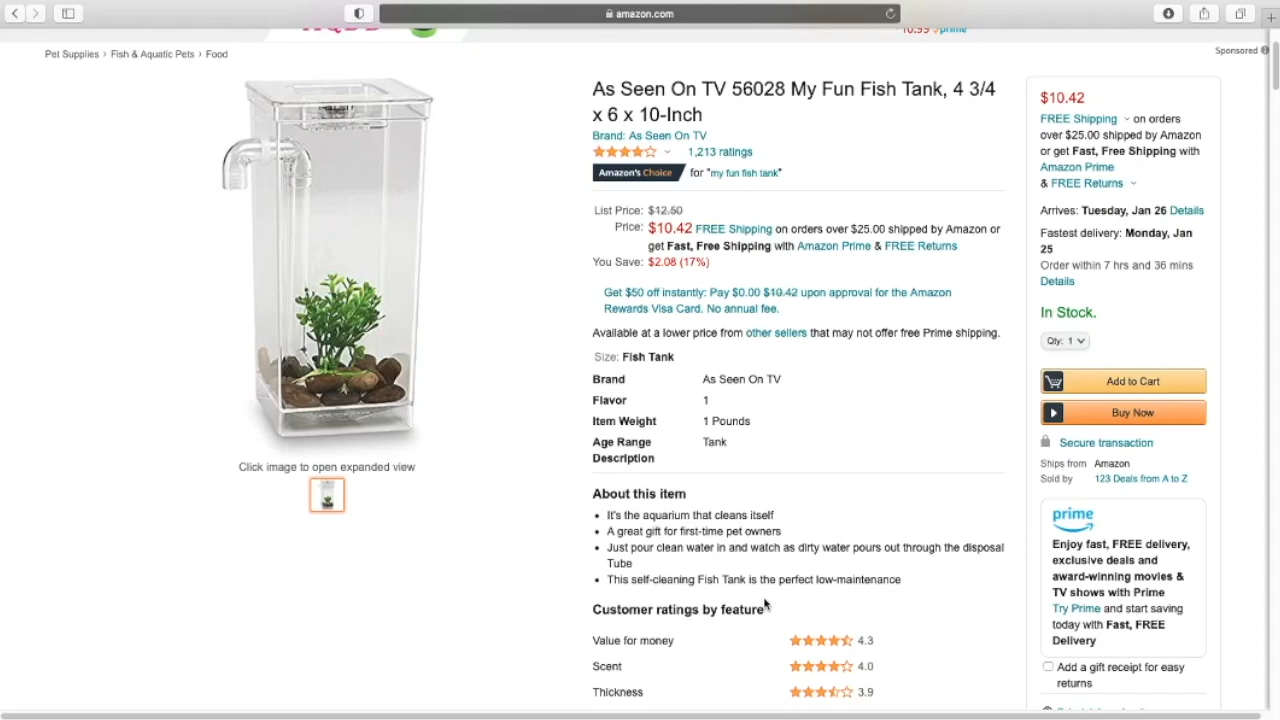 amazon.com
Pet Supplies › Fish & Aquatic Pets › Food
Sponsored
As Seen On TV 56028 My Fun Fish Tank, 4 3/4
x 6 x 10-Inch
Brand: As Seen On TV
1,213 ratings
Amazon's Choice for "my fun fish tank"
List Price: $12.50
Price: $10.42 FREE Shipping on orders over $25.00 shipped by Amazon or
get Fast, Free Shipping with Amazon Prime & FREE Returns
You Save: $2.08 (17%)
Get $50 off instantly: Pay $0.00 $10.42 upon approval for the Amazon
Rewards Visa Card. No annual fee.
Available at a lower price from other sellers that may not offer free Prime shipping.
Size: Fish Tank
Brand As Seen On TV
Flavor 1
Item Weight 1 Pounds
Age Range Tank
Description
Click image to open expanded view
About this item
• It's the aquarium that cleans itself
• A great gift for first-time pet owners
• Just pour clean water in and watch as dirty water pours out through the disposal
Tube
• This self-cleaning Fish Tank is the perfect low-maintenance
Customer ratings by feature
Value for money 4.3
Scent 4.0
Thickness 3.9
$10.42
FREE Shipping on orders
over $25.00 shipped by Amazon
or get Fast, Free Shipping with
Amazon Prime
& FREE Returns
Arrives: Tuesday, Jan 26 Details
Fastest delivery: Monday, Jan
25
Order within 7 hrs and 36 mins
Details
In Stock.
Qty: 1
Add to Cart
Buy Now
Secure transaction
Ships from Amazon
Sold by 123 Deals from A to Z
prime
Enjoy fast, FREE delivery,
exclusive deals and
award-winning movies &
TV shows with Prime
Try Prime and start saving
today with Fast, FREE
Delivery
Add a gift receipt for easy
returns